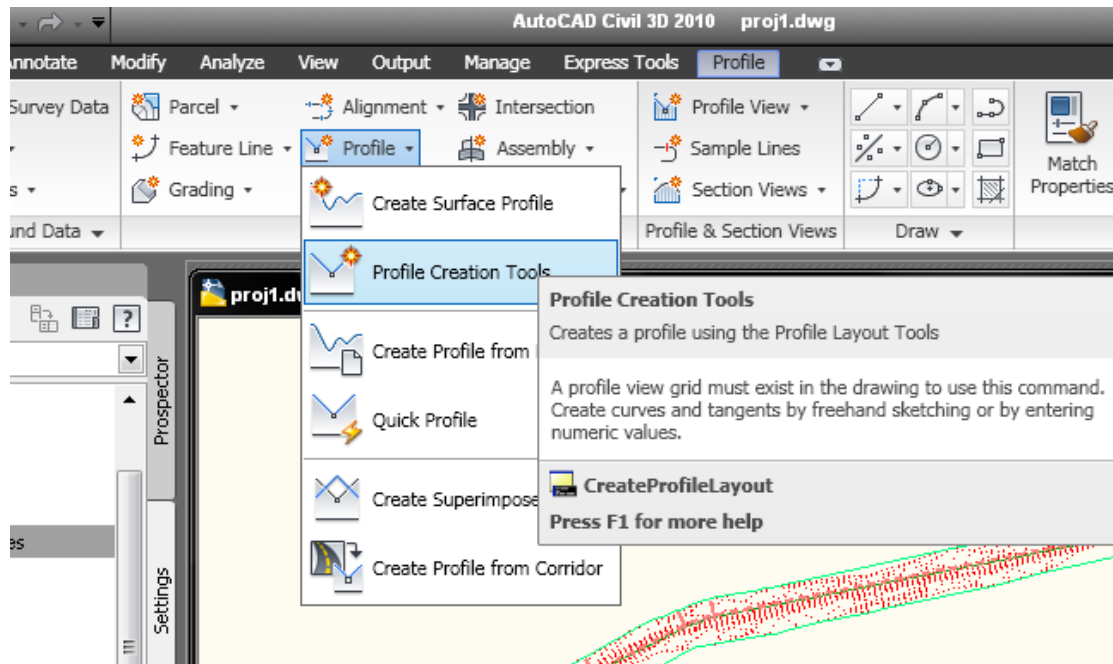 AutoCAD Civil 3D 2010 proj1.dwg
Modify Analyze View Output Manage Express Tools Profile
Survey Data Parcel Alignment Intersection Profile View
Feature Line Profile Assembly Sample Lines
Grading Section Views
Match
Properties
Data Profile & Section Views Draw
Create Surface Profile
Profile Creation Tools
Create Profile from
Quick Profile
Create Superimpose
Create Profile from Corridor
Profile Creation Tools
Creates a profile using the Profile Layout Tools
A profile view grid must exist in the drawing to use this command.
Create curves and tangents by freehand sketching or by entering
numeric values.
CreateProfileLayout
Press F1 for more help
Prospector
Settings